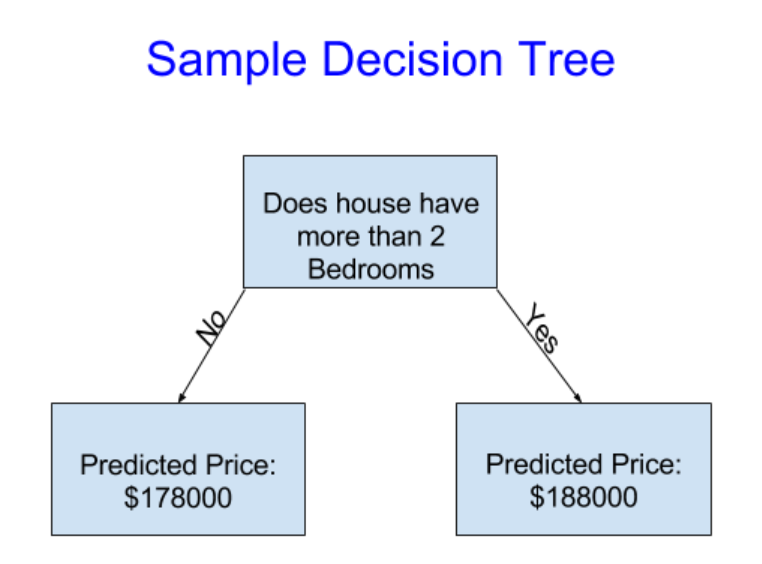 Sample Decision Tree
Does house have
more than 2
Bedrooms
No
Yes
Predicted Price:
$178000
Predicted Price:
$188000